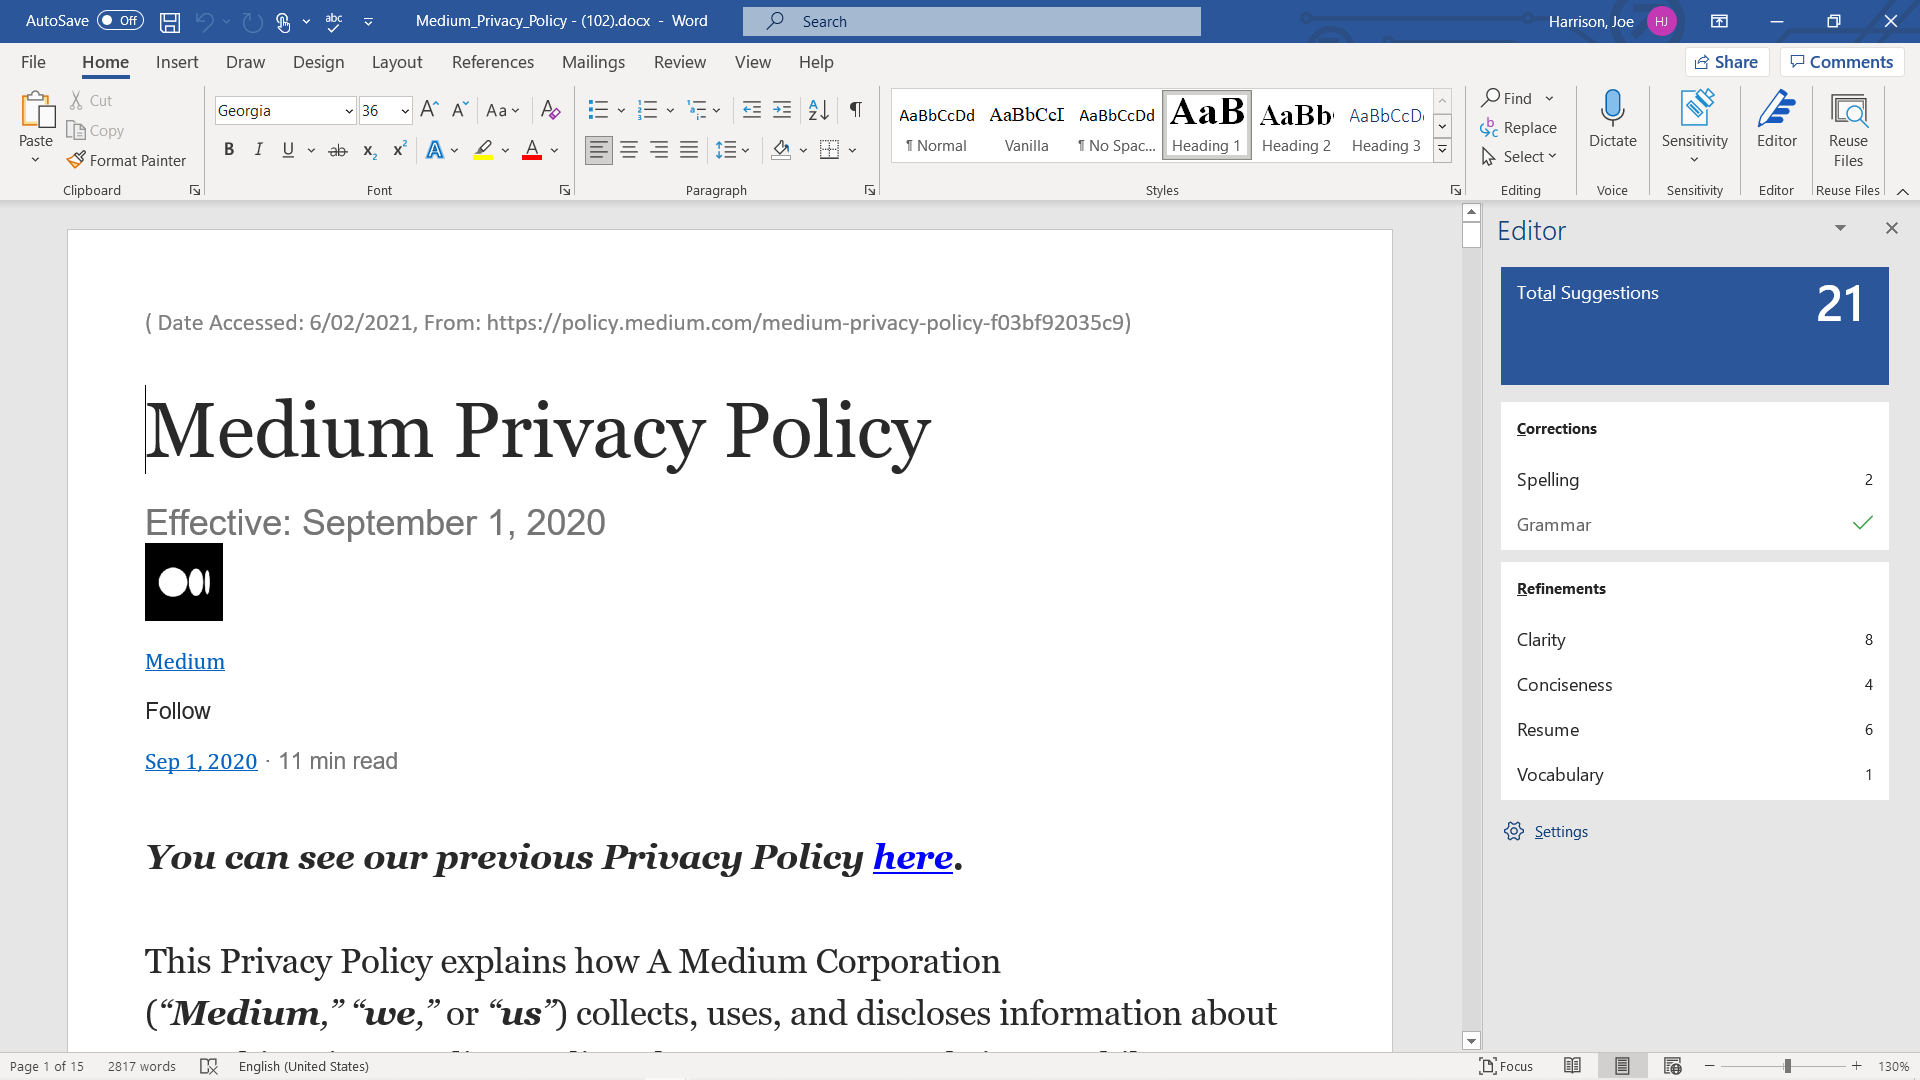 AutoSave Off Medium_Privacy_Policy - (102).docx - Word Search Harrison, Joe HJ
File Home Insert Draw Design Layout References Mailings Review View Help Share Comments
Paste Cut Copy Format Painter
Clipboard
Georgia 36
Font
Paragraph
AaBbCcDd AaBbCcI AaBbCcDd AaB AaBb AaBbCcD
¶ Normal Vanilla ¶ No Spac... Heading 1 Heading 2 Heading 3
Styles
Find
Replace
Select
Editing
Dictate
Voice
Sensitivity
Sensitivity
Editor
Editor
Reuse
Files
Reuse Files
( Date Accessed: 6/02/2021, From: https://policy.medium.com/medium-privacy-policy-f03bf92035c9)
Medium Privacy Policy
Effective: September 1, 2020
Medium
Follow
Sep 1, 2020 · 11 min read
You can see our previous Privacy Policy here.
This Privacy Policy explains how A Medium Corporation
(“Medium,” “we,” or “us”) collects, uses, and discloses information about
Editor
Total Suggestions 21
Corrections
Spelling 2
Grammar
Refinements
Clarity 8
Conciseness 4
Resume 6
Vocabulary 1
Settings
Page 1 of 15 2817 words English (United States) Focus 130%